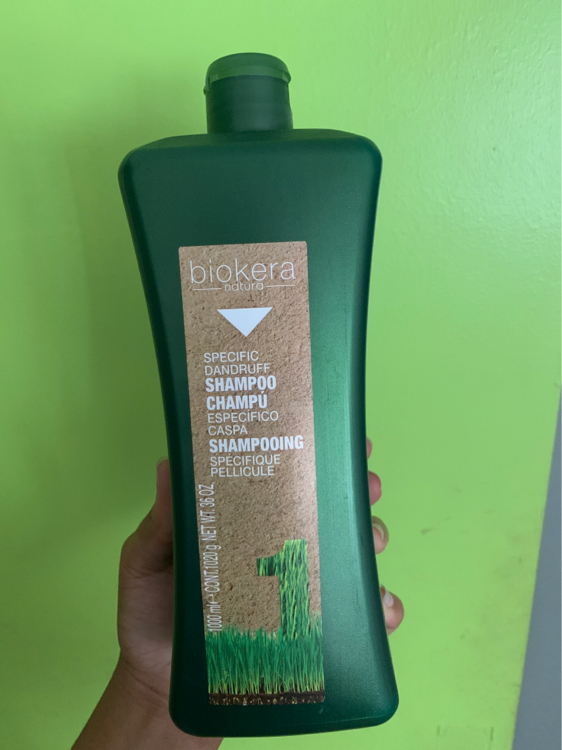 biokera
natura
SPECIFIC
DANDRUFF
SHAMPOO
CHAMPÚ
ESPECÍFICO
CASPA
SHAMPOOING
SPÉCIFIQUE
PELLICULE
1000 ml ℮ CONT.1020 g NET WT. 36 OZ.
1